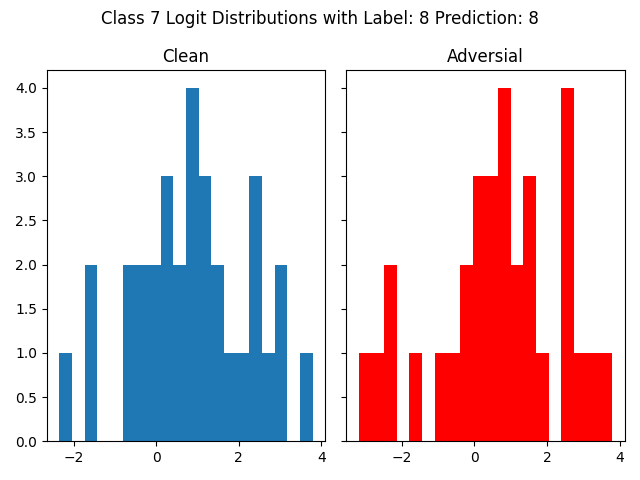 Class 7 Logit Distributions with Label: 8 Prediction: 8
Clean
Adversial
4.0
3.5
3.0
2.5
2.0
1.5
1.0
0.5
0.0
−2 0 2 4
−2 0 2 4